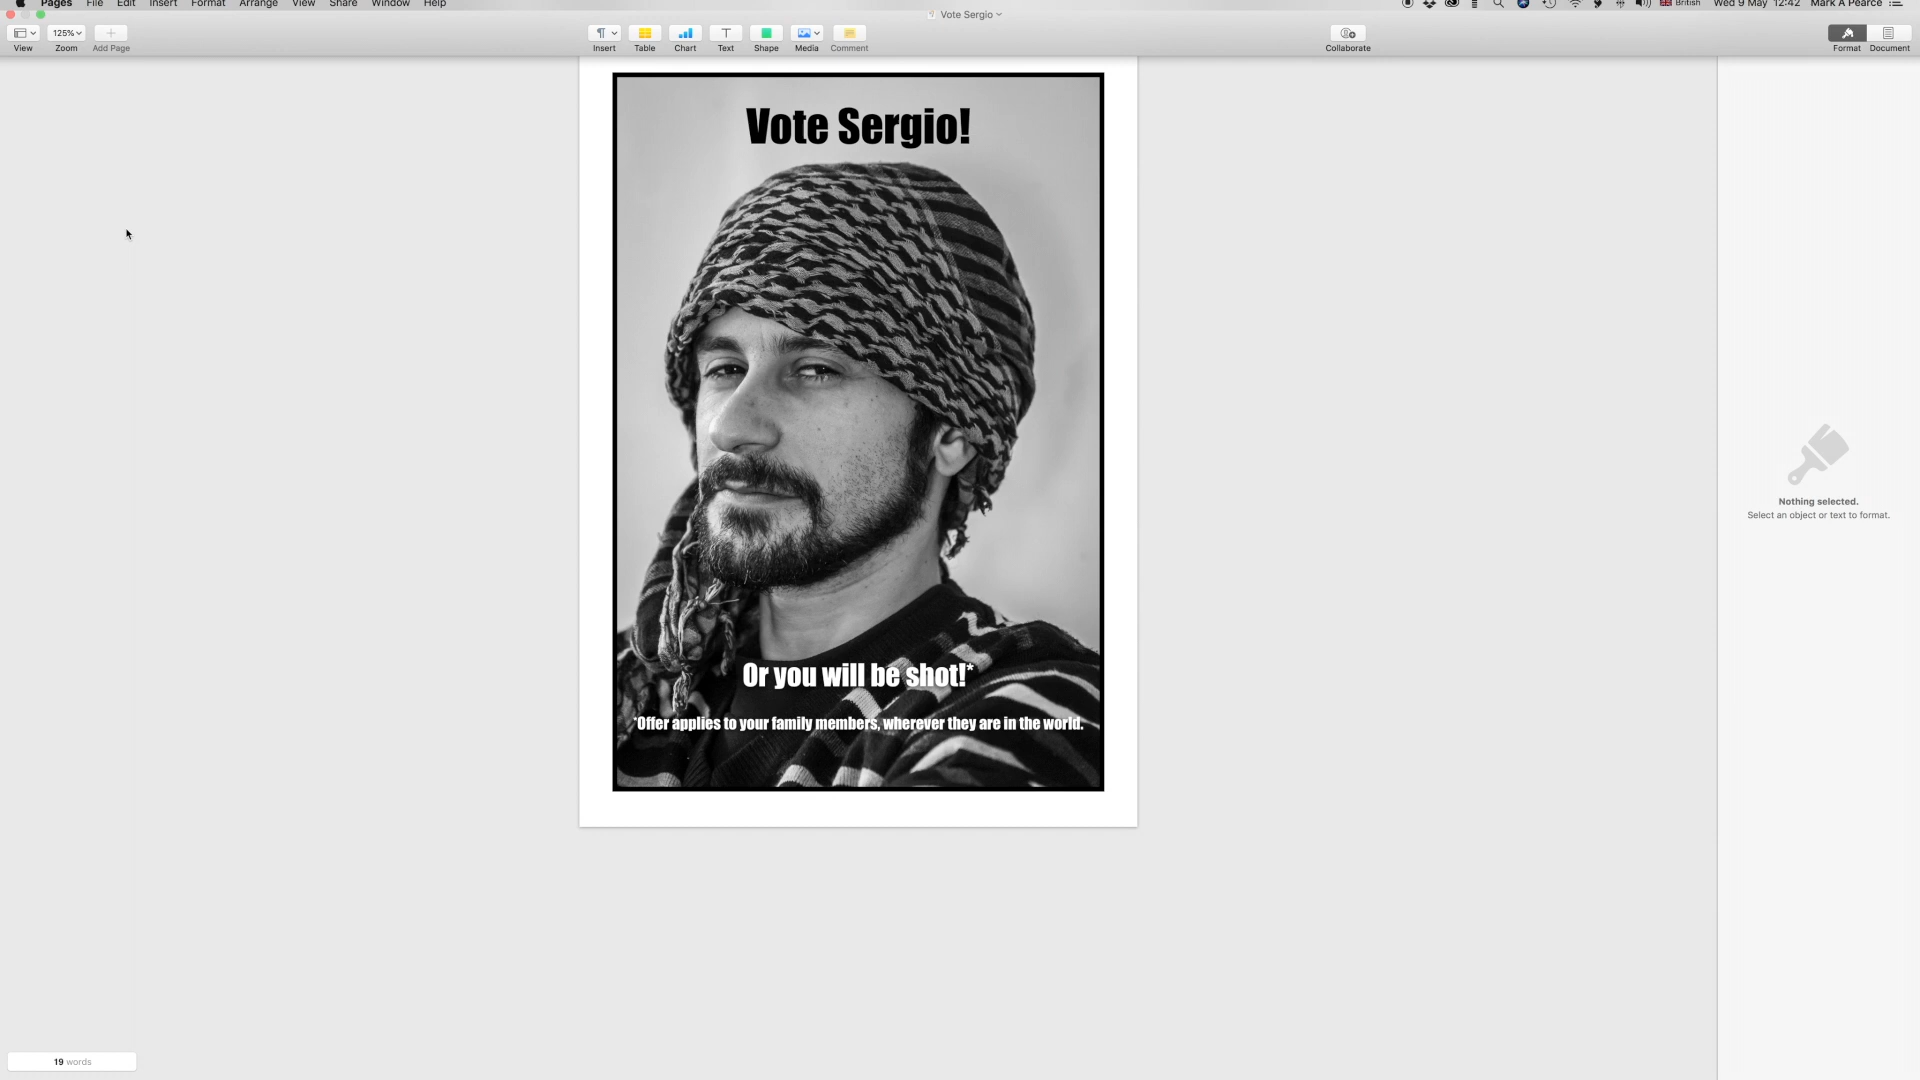 Pages File Edit Insert Format Arrange View Share Window Help British Wed 9 May 12:42 Mark A Pearce
Vote Sergio
125%
View Zoom Add Page Insert Table Chart Text Shape Media Comment Collaborate Format Document
Vote Sergio!
Nothing selected.
Select an object or text to format.
Or you will be shot!*
*Offer applies to your family members, wherever they are in the world.
19 words